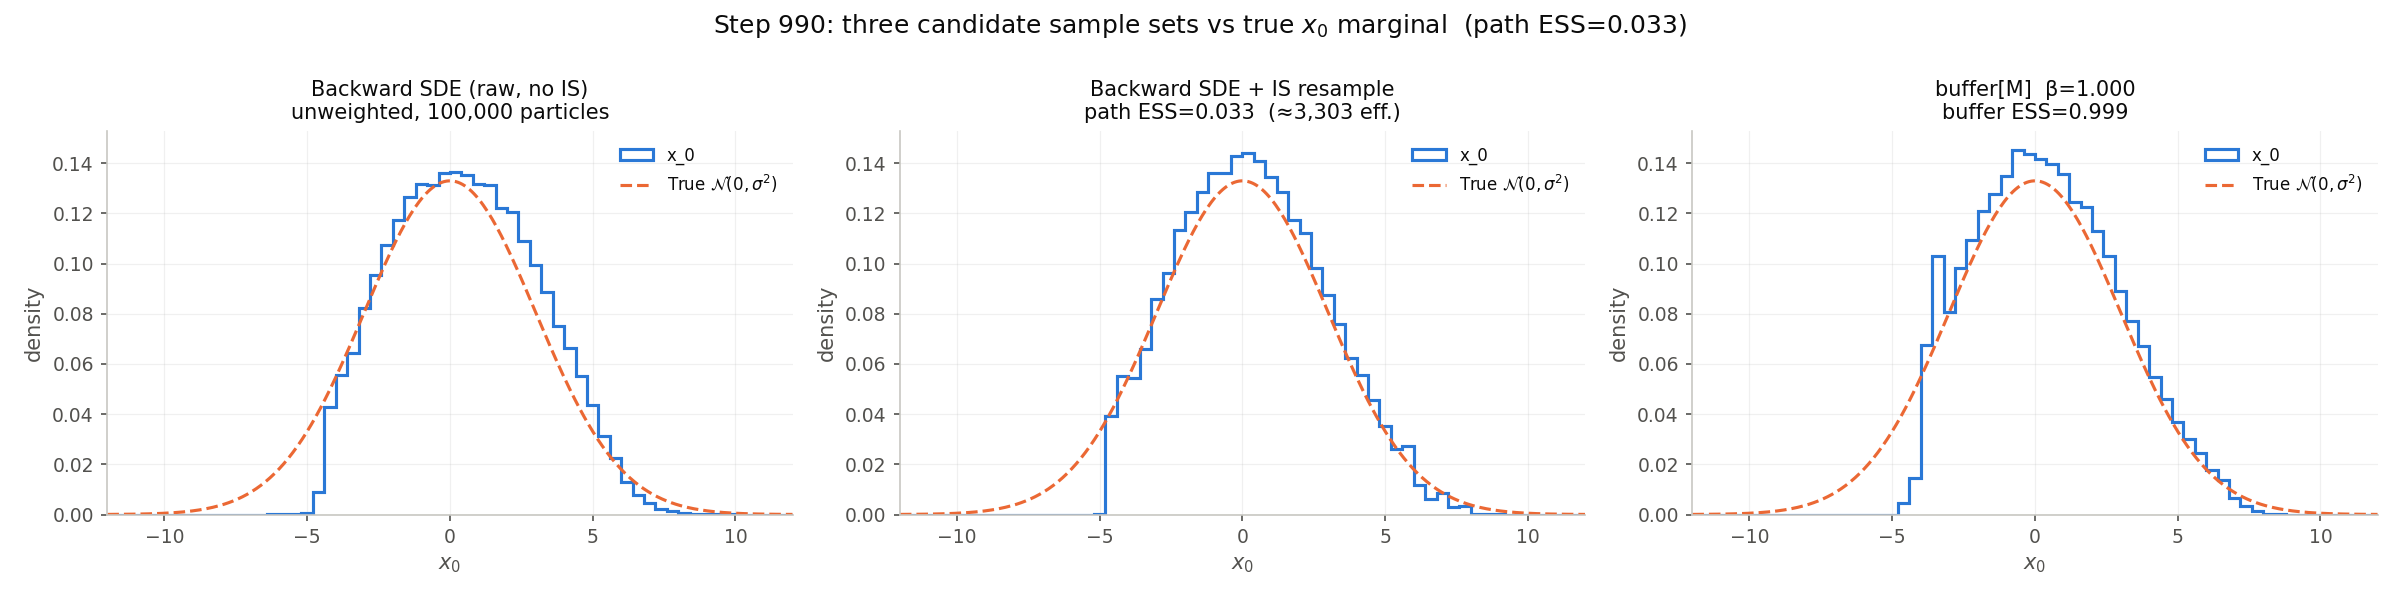 Step 990: three candidate sample sets vs true x₀ marginal  (path ESS=0.033)
Backward SDE (raw, no IS)
unweighted, 100,000 particles
x_0
True 𝒩(0, σ²)
0.14
0.12
0.10
0.08
0.06
0.04
0.02
0.00
density
−10
−5
0
5
10
x₀
Backward SDE + IS resample
path ESS=0.033  (≈3,303 eff.)
x_0
True 𝒩(0, σ²)
0.14
0.12
0.10
0.08
0.06
0.04
0.02
0.00
density
−10
−5
0
5
10
x₀
buffer[M]  β=1.000
buffer ESS=0.999
x_0
True 𝒩(0, σ²)
0.14
0.12
0.10
0.08
0.06
0.04
0.02
0.00
density
−10
−5
0
5
10
x₀